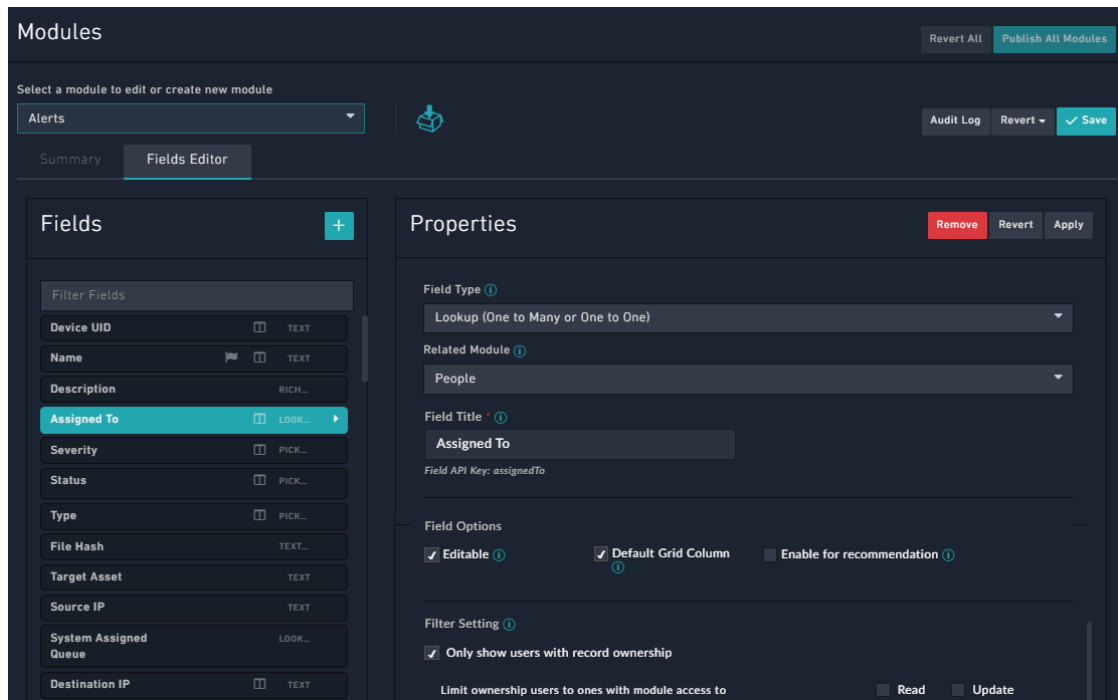 Modules
Revert All
Publish All Modules
Select a module to edit or create new module
Alerts
Audit Log
Revert
Save
Summary
Fields Editor
Fields
+
Properties
Remove
Revert
Apply
Filter Fields
Device UID TEXT
Name TEXT
Description RICH...
Assigned To LOOK...
Severity PICK...
Status PICK...
Type PICK...
File Hash TEXT...
Target Asset TEXT
Source IP TEXT
System Assigned LOOK...
Queue
Destination IP TEXT
Field Type
Lookup (One to Many or One to One)
Related Module
People
Field Title *
Assigned To
Field API Key: assignedTo
Field Options
Editable
Default Grid Column
Enable for recommendation
Filter Setting
Only show users with record ownership
Limit ownership users to ones with module access to
Read
Update